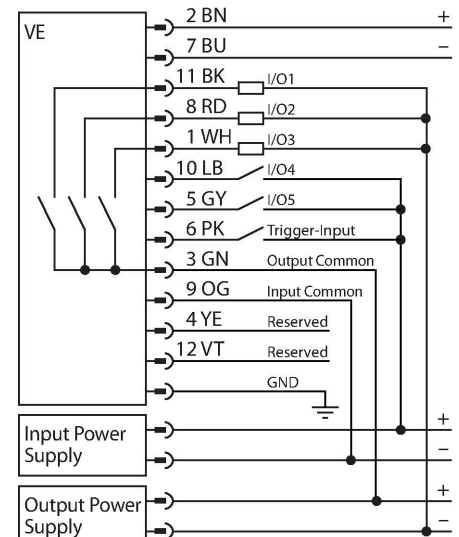 VE
2 BN +
7 BU −
11 BK I/O1
8 RD I/O2
1 WH I/O3
10 LB I/O4
5 GY I/O5
6 PK Trigger-Input
3 GN Output Common
9 OG Input Common
4 YE Reserved
12 VT Reserved
GND
Input Power
Supply
+
−
Output Power
Supply
+
−